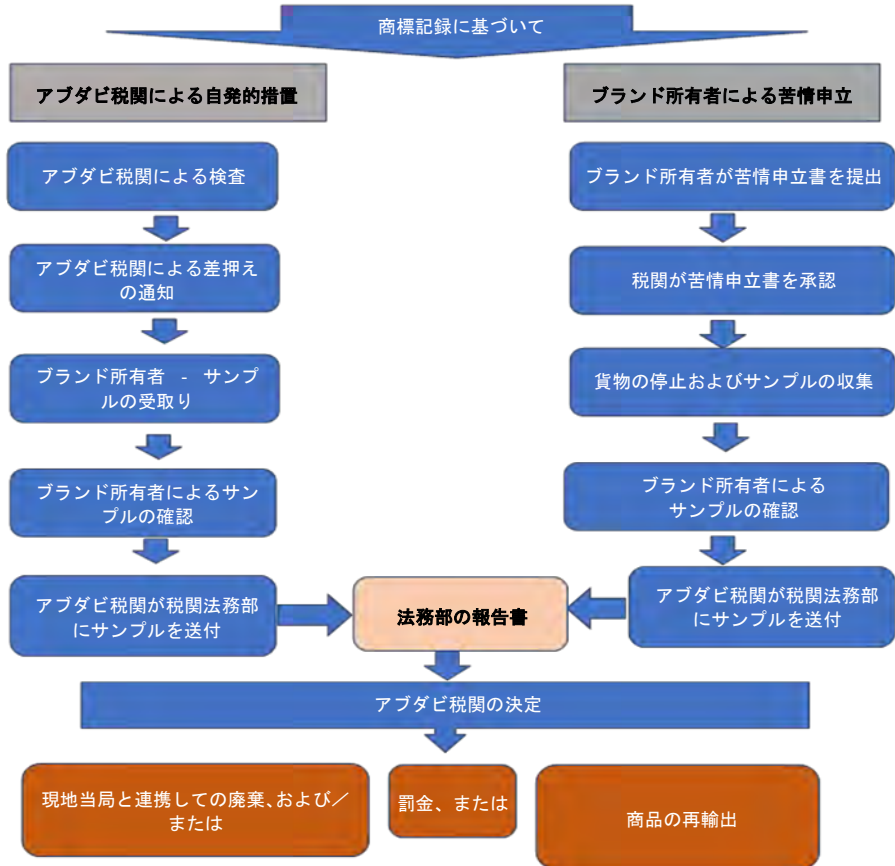 商標記録に基づいて
アブダビ税関による自発的措置
アブダビ税関による検査
アブダビ税関による差押え
の通知
ブランド所有者 - サンプ
ルの受取り
ブランド所有者によるサン
プルの確認
アブダビ税関が税関法務部
にサンプルを送付
ブランド所有者による苦情申立
ブランド所有者が苦情申立書を提出
税関が苦情申立書を承認
貨物の停止およびサンプルの収集
ブランド所有者による
サンプルの確認
アブダビ税関が税関法務部
にサンプルを送付
法務部の報告書
アブダビ税関の決定
現地当局と連携しての廃棄、および／
または
罰金、または
商品の再輸出